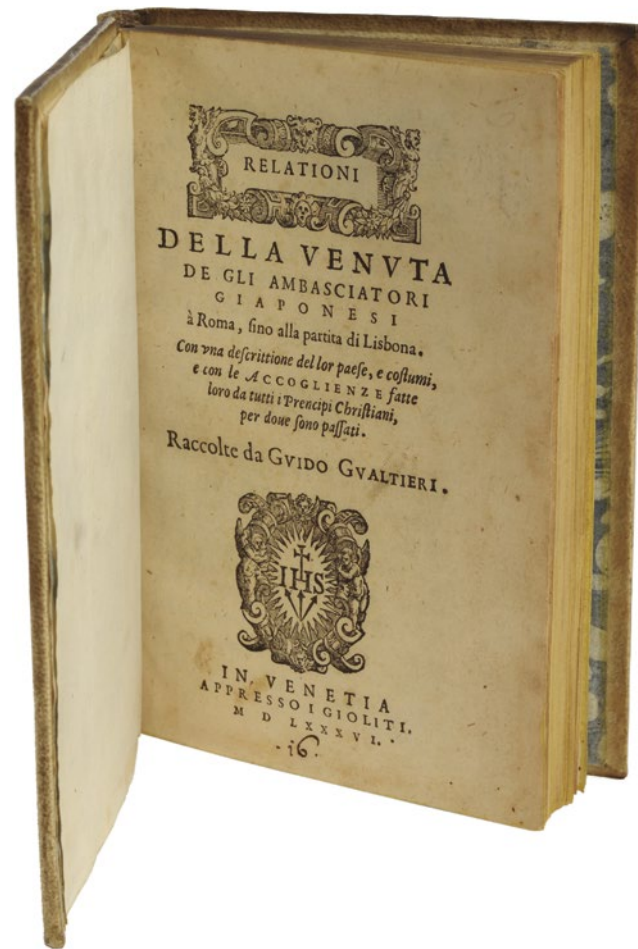 RELATIONI
DELLA VENVTA
DE GLI AMBASCIATORI
GIAPONESI
à Roma, ſino alla partita di Lisbona.
Con vna deſcrittione del lor paeſe, e coſtumi,
e con le ACCOGLIENZE fatte
loro da tutti i Prencipi Chriſtiani,
per doue ſono paſſati.
Raccolte da GVIDO GVALTIERI.
IHS
IN VENETIA
APPRESSO I GIOLITI.
M D LXXXVI.
·i6·